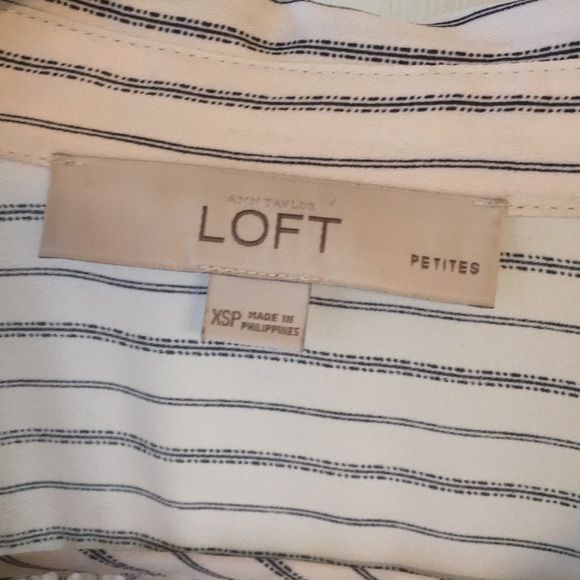 ANN TAYLOR
LOFT
PETITES
XSP
MADE IN
PHILIPPINES